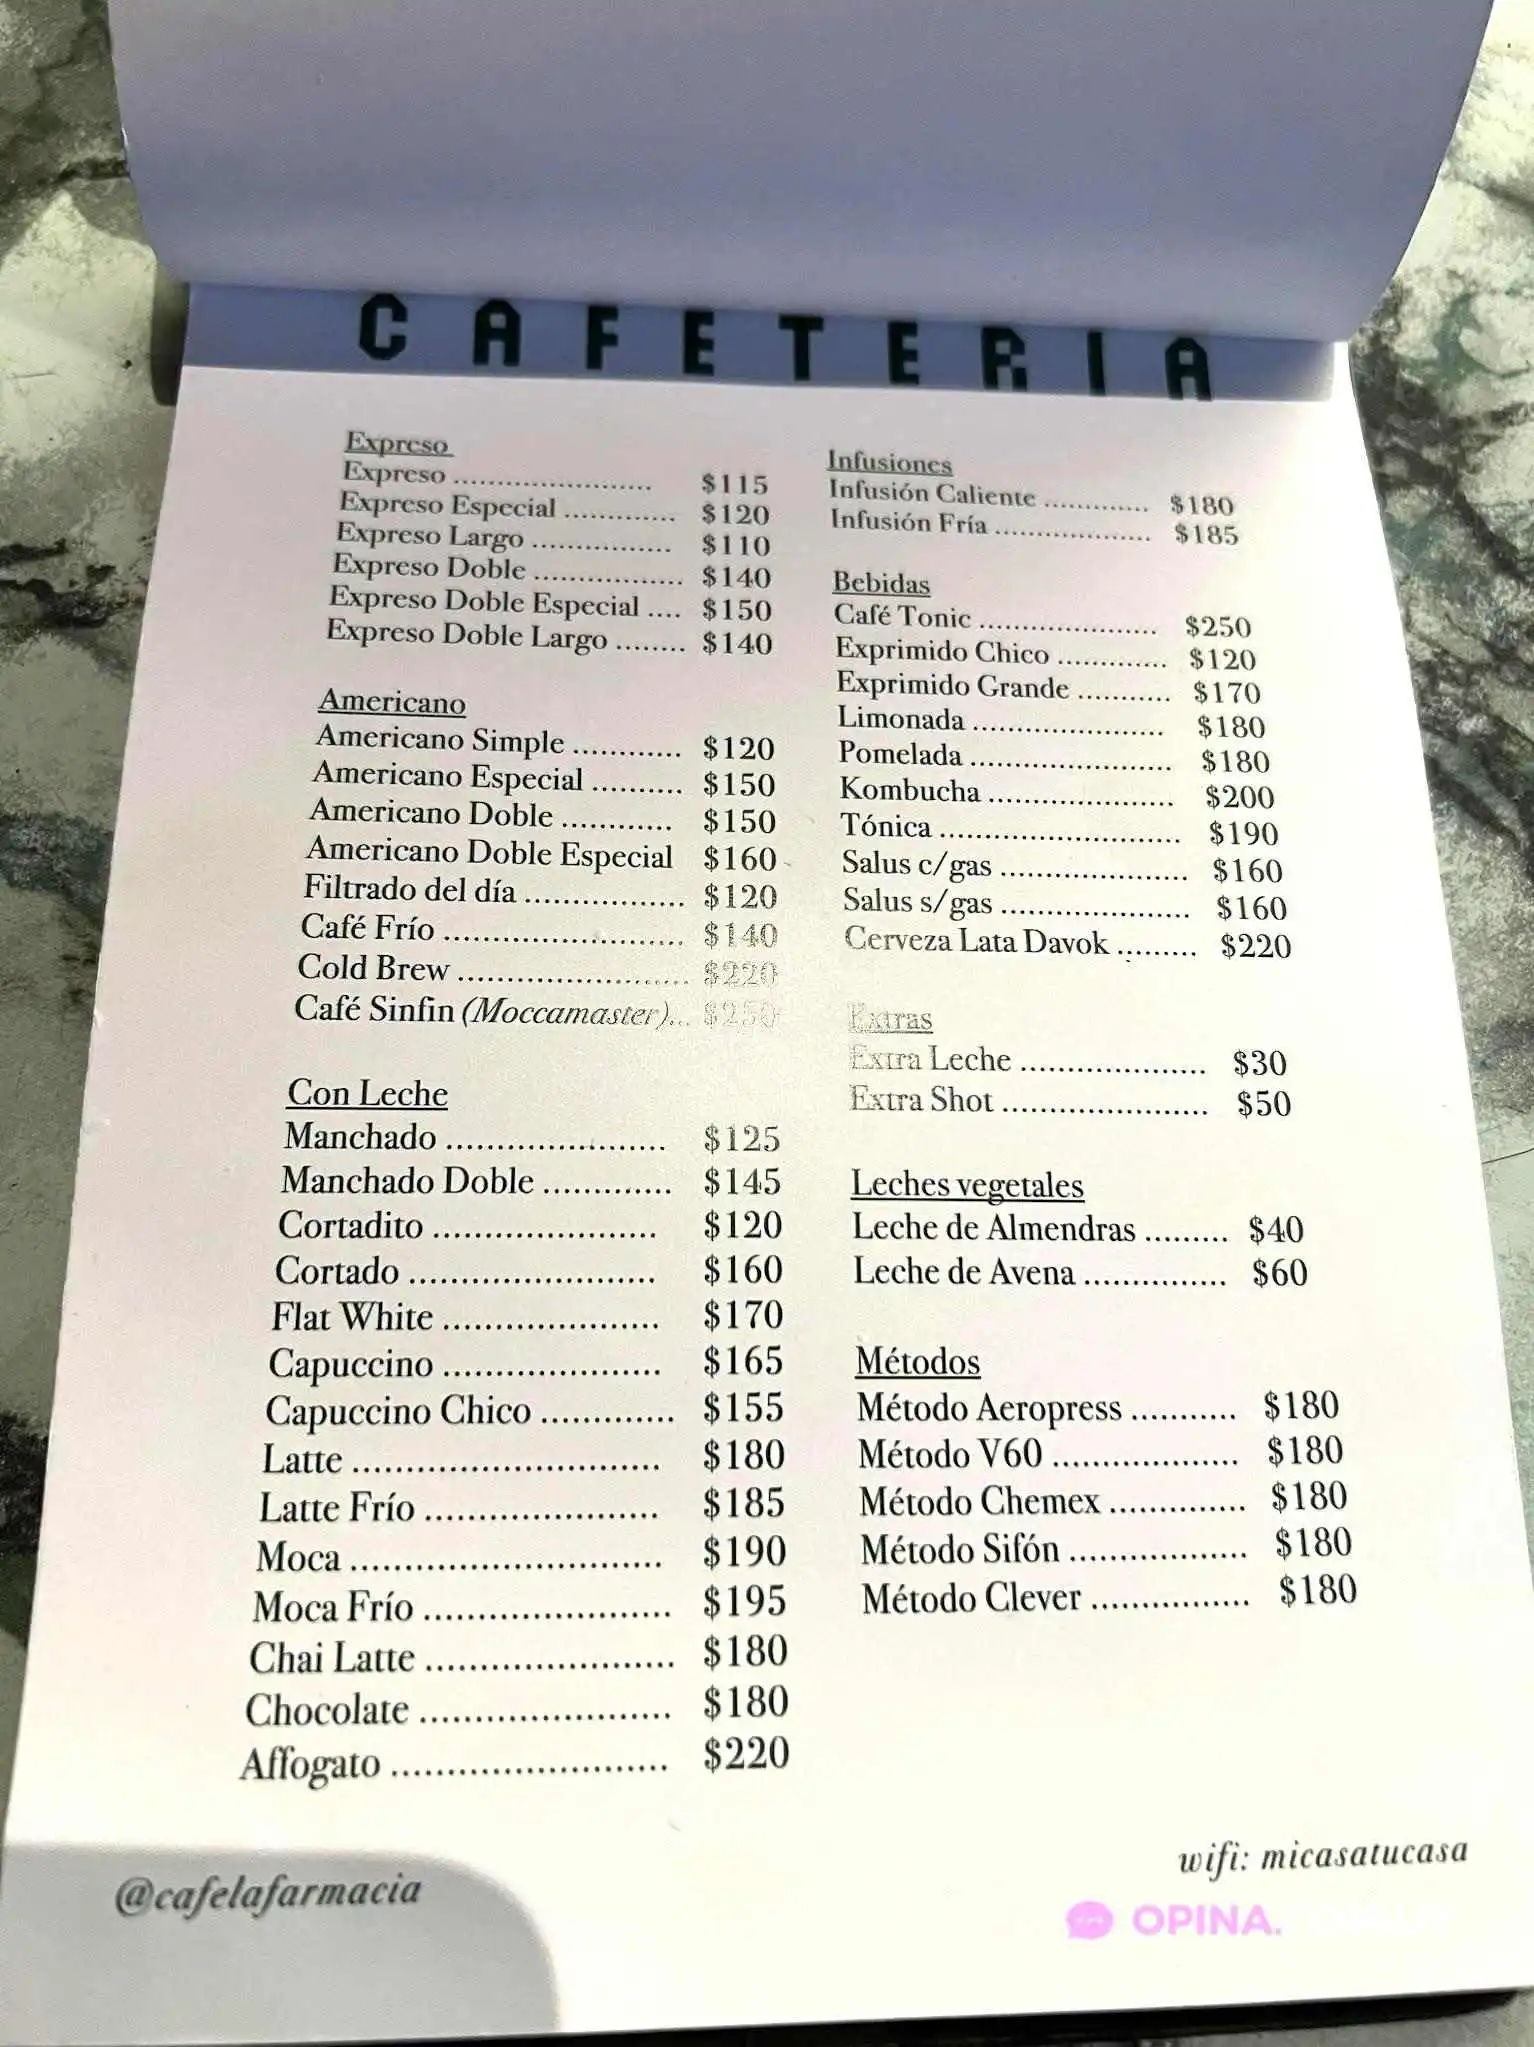 CAFETERIA
Expreso
Expreso ........................ $115
Expreso Especial ............. $120
Expreso Largo ................. $110
Expreso Doble .................. $140
Expreso Doble Especial .... $150
Expreso Doble Largo ........ $140
Americano
Americano Simple ............ $120
Americano Especial .......... $150
Americano Doble ............ $150
Americano Doble Especial $160
Filtrado del día ................. $120
Café Frío .......................... $140
Cold Brew ......................... $220
Café Sinfin (Moccamaster)... $250
Con Leche
Manchado ...................... $125
Manchado Doble ............. $145
Cortadito ...................... $120
Cortado ........................ $160
Flat White ..................... $170
Capuccino ..................... $165
Capuccino Chico ............. $155
Latte ............................. $180
Latte Frío ...................... $185
Moca ............................. $190
Moca Frío ....................... $195
Chai Latte ....................... $180
Chocolate ....................... $180
Affogato ......................... $220
Infusiones
Infusión Caliente ............. $180
Infusión Fría .................... $185
Bebidas
Café Tonic ...................... $250
Exprimido Chico ............. $120
Exprimido Grande ........... $170
Limonada ....................... $180
Pomelada ........................ $180
Kombucha ...................... $200
Tónica ............................ $190
Salus c/gas ...................... $160
Salus s/gas ...................... $160
Cerveza Lata Davok ......... $220
Extras
Extra Leche .................... $30
Extra Shot ....................... $50
Leches vegetales
Leche de Almendras ......... $40
Leche de Avena ............... $60
Métodos
Método Aeropress ........... $180
Método V60 ................... $180
Método Chemex .............. $180
Método Sifón .................. $180
Método Clever ................ $180
@cafelafarmacia
wifi: micasatucasa
OPINA.